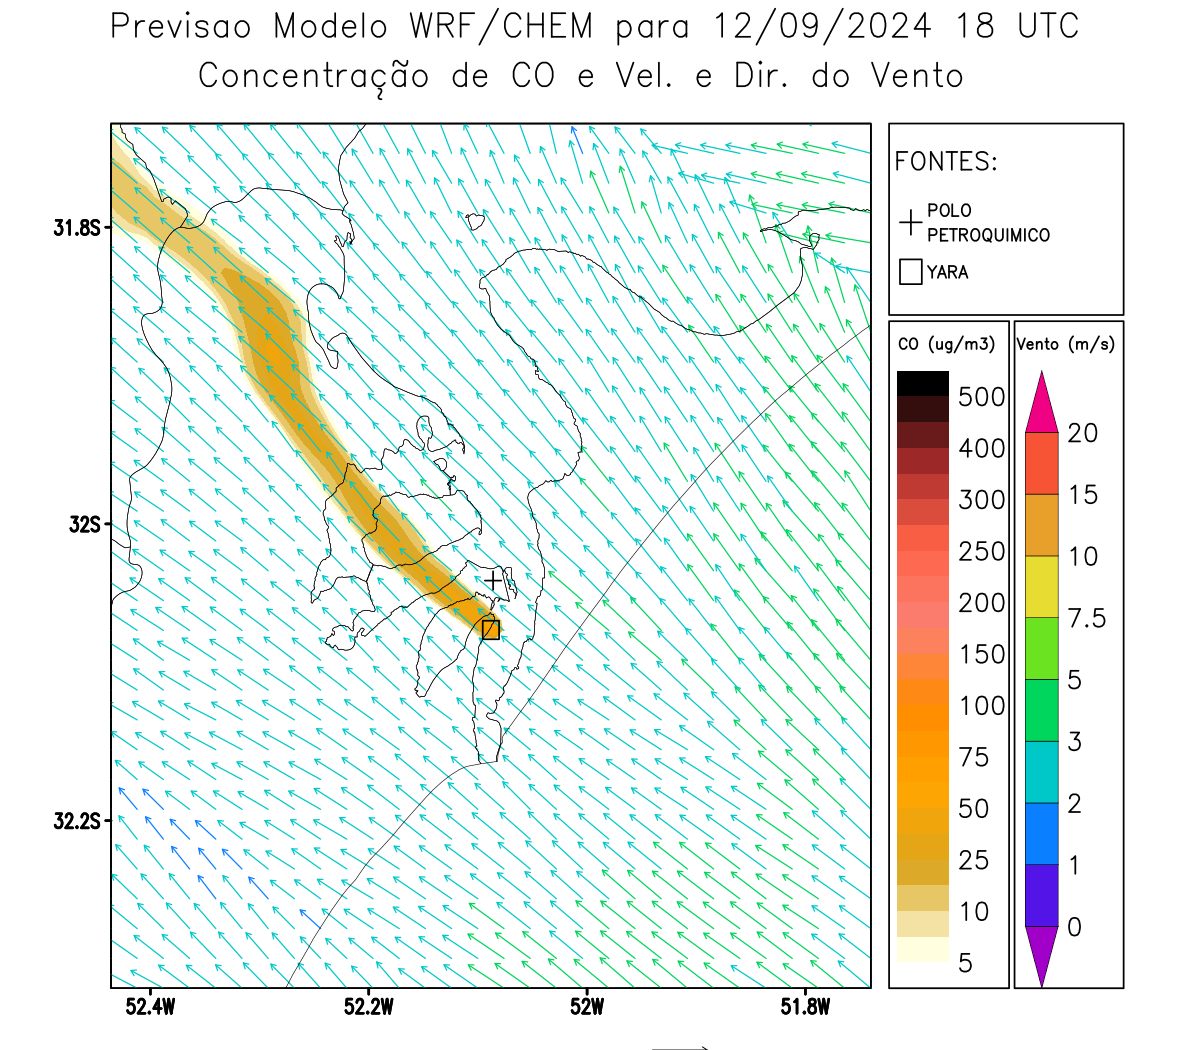 Previsao Modelo WRF/CHEM para 12/09/2024 18 UTC
Concentração de CO e Vel. e Dir. do Vento
FONTES:
POLO
PETROQUIMICO
YARA
CO (ug/m3)
500
400
300
250
200
150
100
75
50
25
10
5
Vento (m/s)
20
15
10
7.5
5
3
2
1
0
31.8S
32S
32.2S
52.4W
52.2W
52W
51.8W